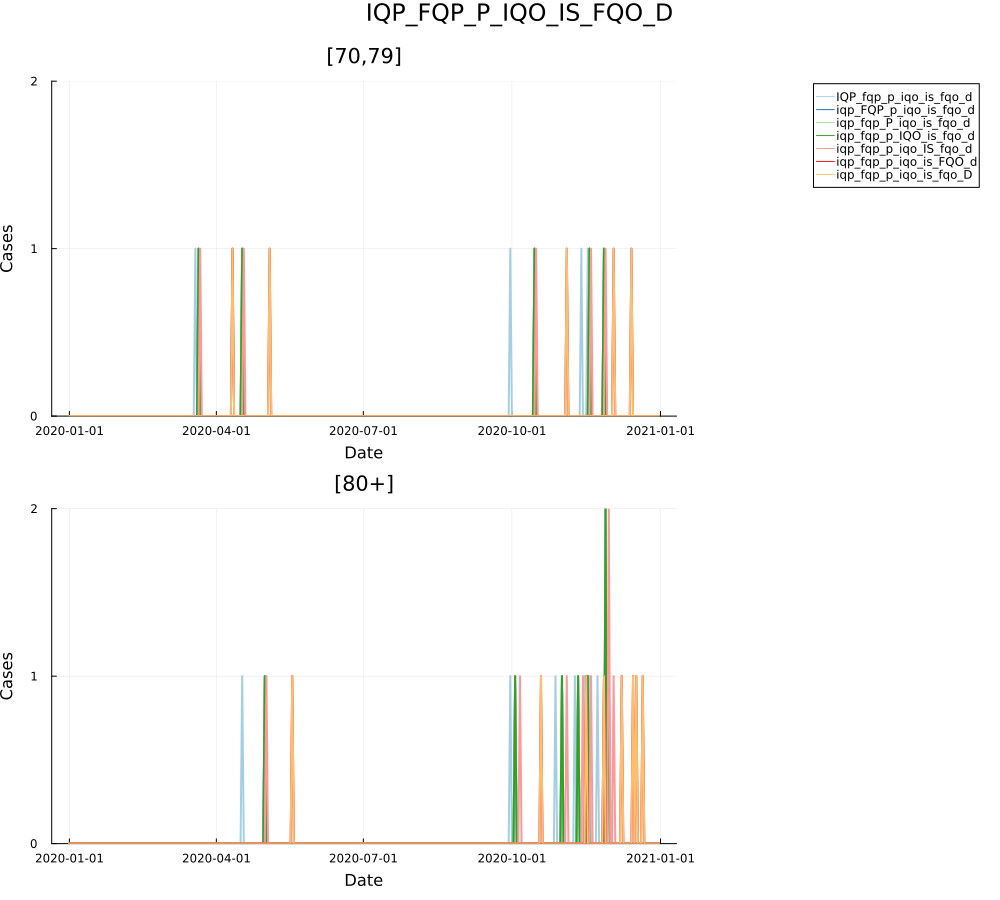 IQP_FQP_P_IQO_IS_FQO_D
[70,79]
2
1
0
Cases
2020-01-01 2020-04-01 2020-07-01 2020-10-01 2021-01-01
Date
IQP_fqp_p_iqo_is_fqo_d
iqp_FQP_p_iqo_is_fqo_d
iqp_fqp_P_iqo_is_fqo_d
iqp_fqp_p_IQO_is_fqo_d
iqp_fqp_p_iqo_IS_fqo_d
iqp_fqp_p_iqo_is_FQO_d
iqp_fqp_p_iqo_is_fqo_D
[80+]
2
1
0
Cases
2020-01-01 2020-04-01 2020-07-01 2020-10-01 2021-01-01
Date